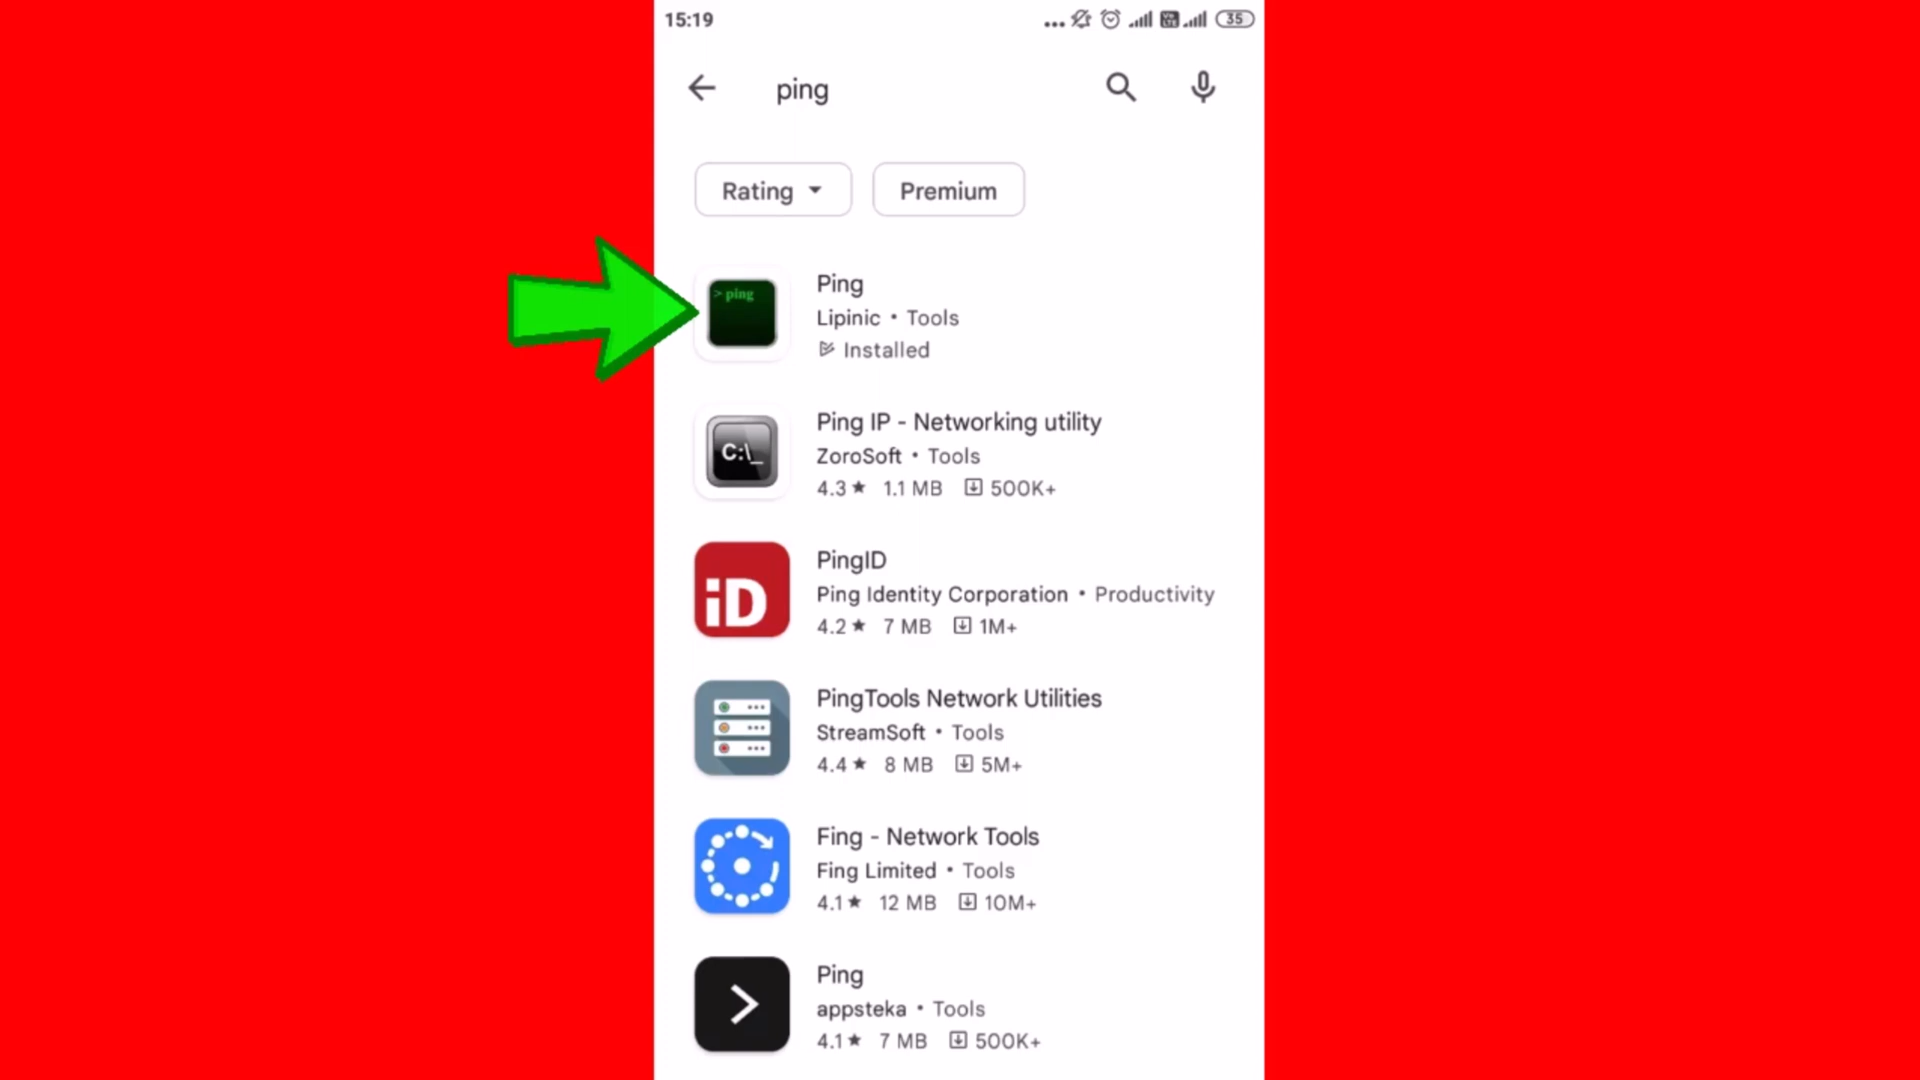 15:19
35
ping
Rating
Premium
> ping
Ping
Lipinic • Tools
Installed
C:\_
Ping IP - Networking utility
ZoroSoft • Tools
4.3★ 1.1 MB 500K+
iD
PingID
Ping Identity Corporation • Productivity
4.2★ 7 MB 1M+
PingTools Network Utilities
StreamSoft • Tools
4.4★ 8 MB 5M+
Fing - Network Tools
Fing Limited • Tools
4.1★ 12 MB 10M+
Ping
appsteka • Tools
4.1★ 7 MB 500K+